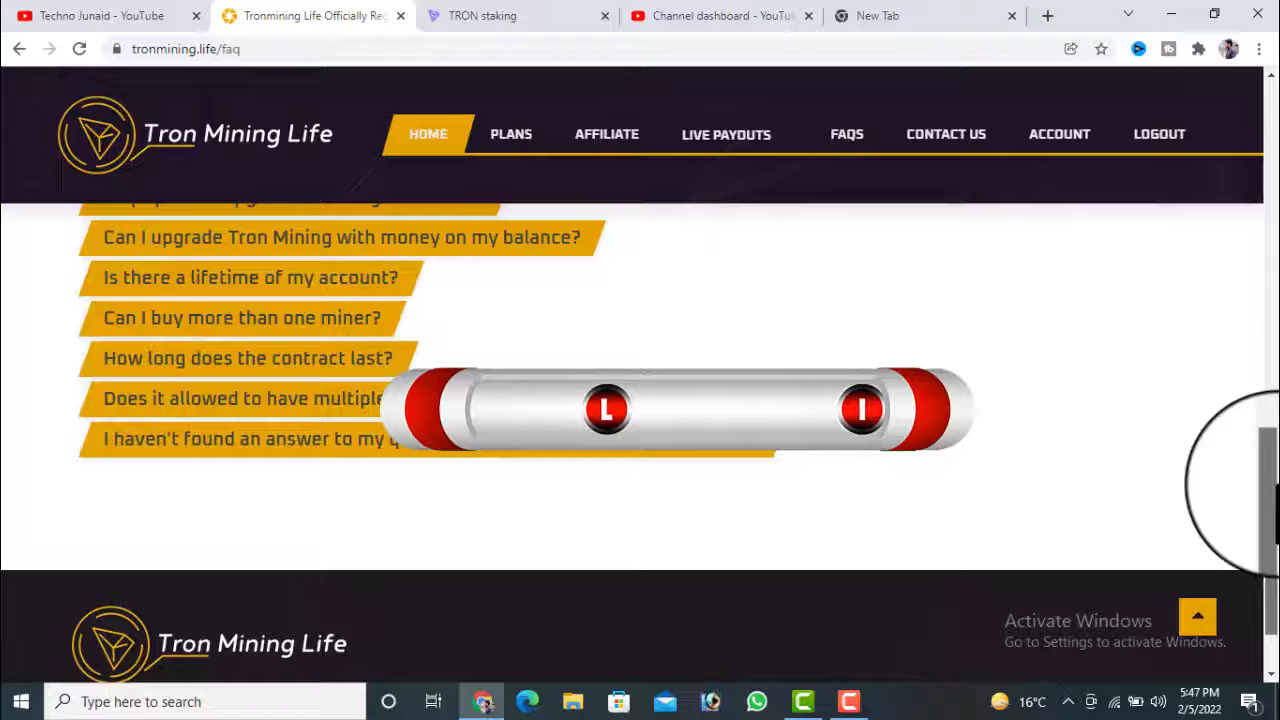 Techno Junaid - YouTube
Tronmining Life Officially Reg
TRON staking
Channel dashboard - YouTu
New Tab
tronmining.life/faq
Tron Mining Life
HOME
PLANS
AFFILIATE
LIVE PAYOUTS
FAQS
CONTACT US
ACCOUNT
LOGOUT
Can I upgrade Tron Mining with money on my balance?
Is there a lifetime of my account?
Can I buy more than one miner?
How long does the contract last?
Does it allowed to have multiple
I haven't found an answer to my
L
I
Tron Mining Life
Activate Windows
Go to Settings to activate Windows.
Type here to search
16°C
5:47 PM
2/5/2022
1